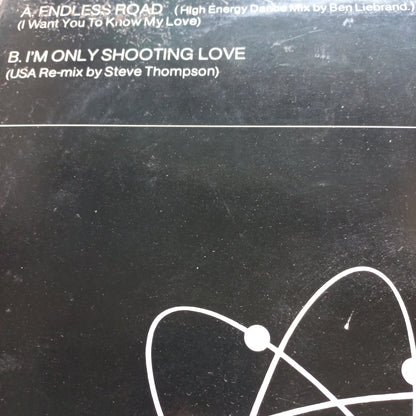 A. ENDLESS ROAD (High Energy Dance Mix by Ben Liebrand.)
(I Want You To Know My Love)
B. I'M ONLY SHOOTING LOVE
(USA Re-mix by Steve Thompson)